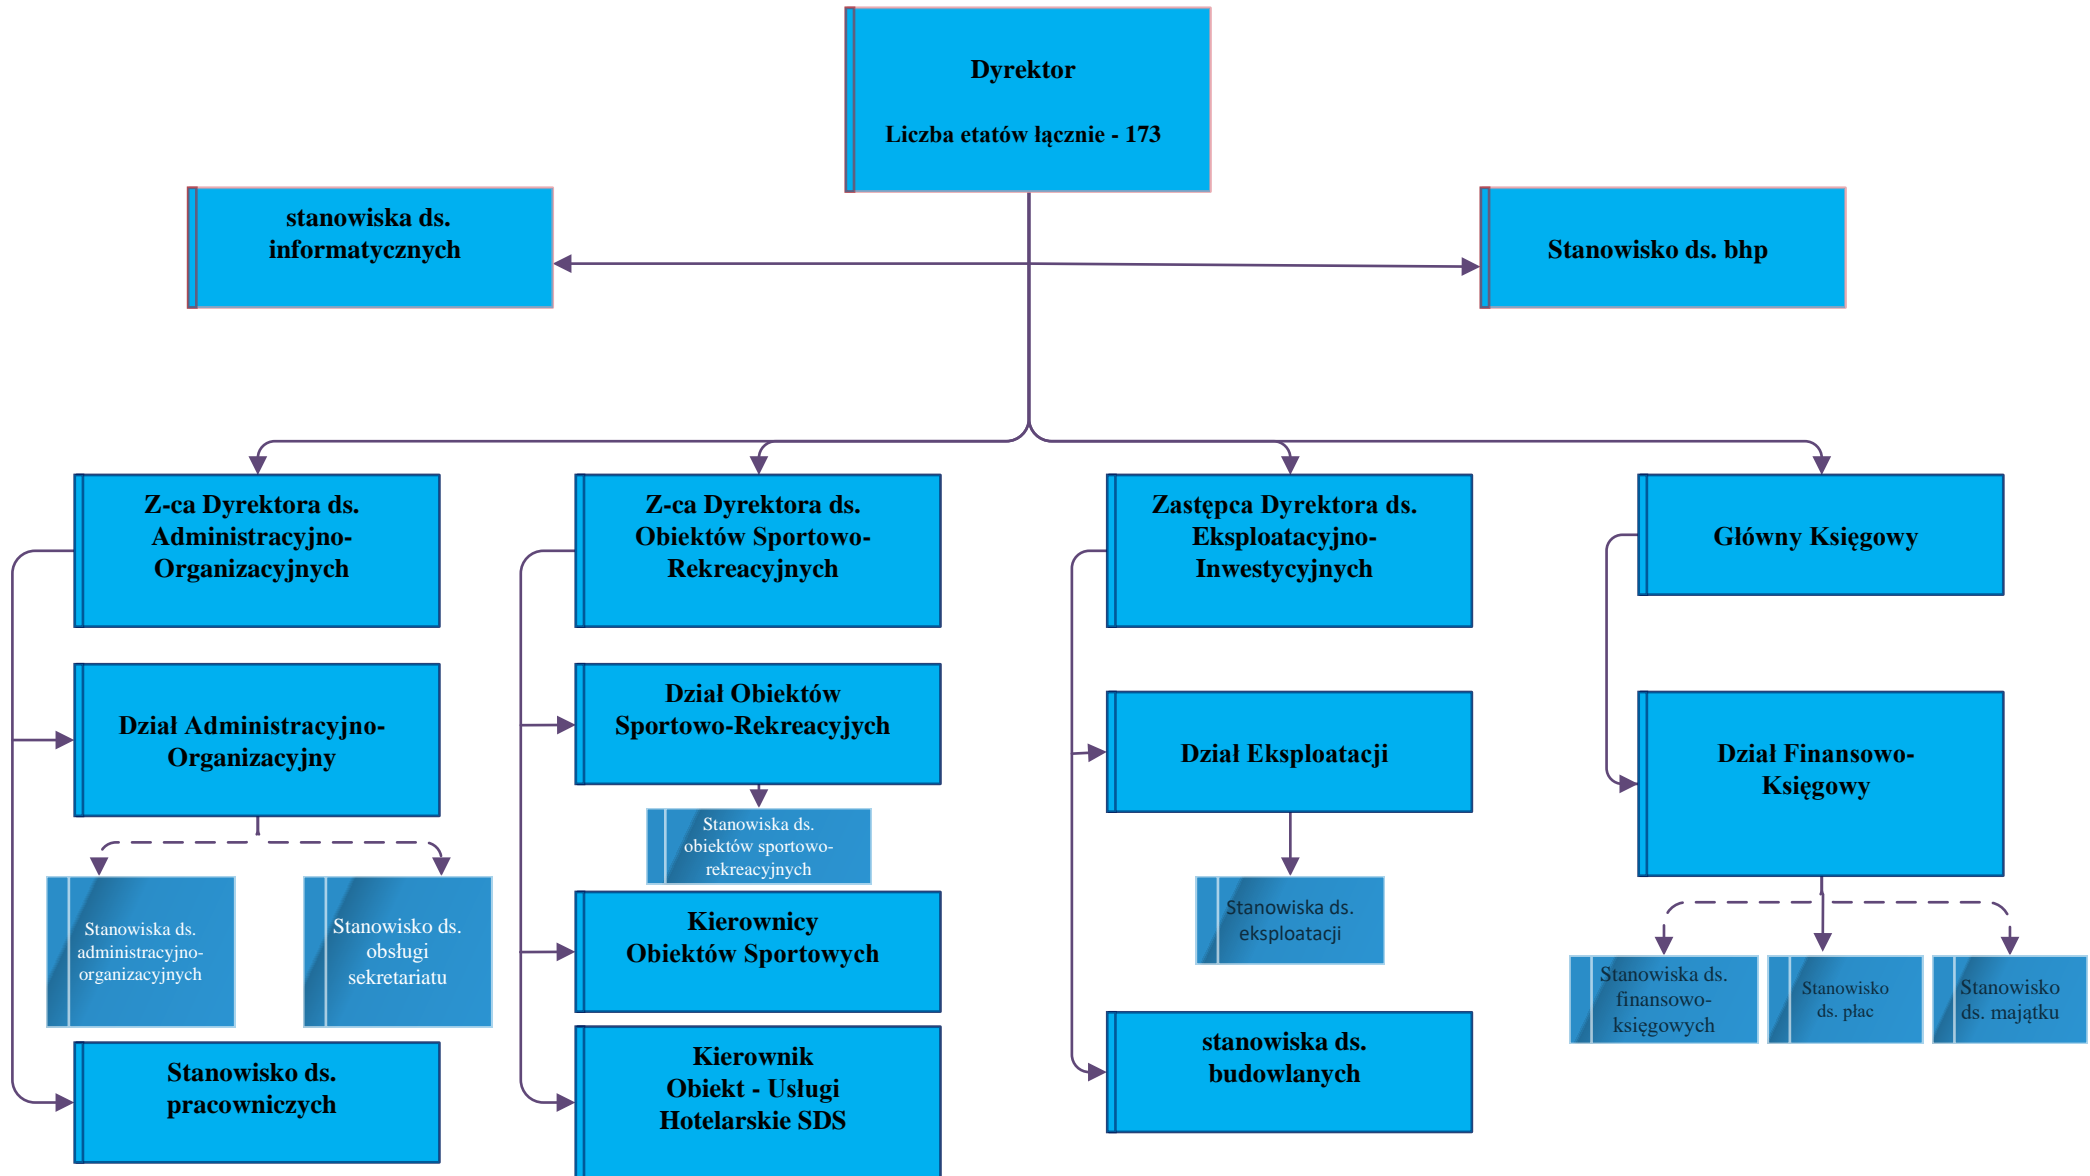 Dyrektor
Liczba etatów łącznie - 173
stanowiska ds.
informatycznych
Stanowisko ds. bhp
Z-ca Dyrektora ds.
Administracyjno-
Organizacyjnych
Z-ca Dyrektora ds.
Obiektów Sportowo-
Rekreacyjnych
Zastępca Dyrektora ds.
Eksploatacyjno-
Inwestycyjnych
Główny Księgowy
Dział Administracyjno-
Organizacyjny
Dział Obiektów
Sportowo-Rekreacyjych
Dział Eksploatacji
Dział Finansowo-
Księgowy
Stanowiska ds.
administracyjno-
organizacyjnych
Stanowisko ds.
obsługi
sekretariatu
Stanowiska ds.
obiektów sportowo-
rekreacyjnych
Stanowiska ds.
eksploatacji
Stanowiska ds.
finansowo-
księgowych
Stanowisko
ds. płac
Stanowisko
ds. majątku
Kierownicy
Obiektów Sportowych
Stanowisko ds.
pracowniczych
Kierownik
Obiekt - Usługi
Hotelarskie SDS
stanowiska ds.
budowlanych